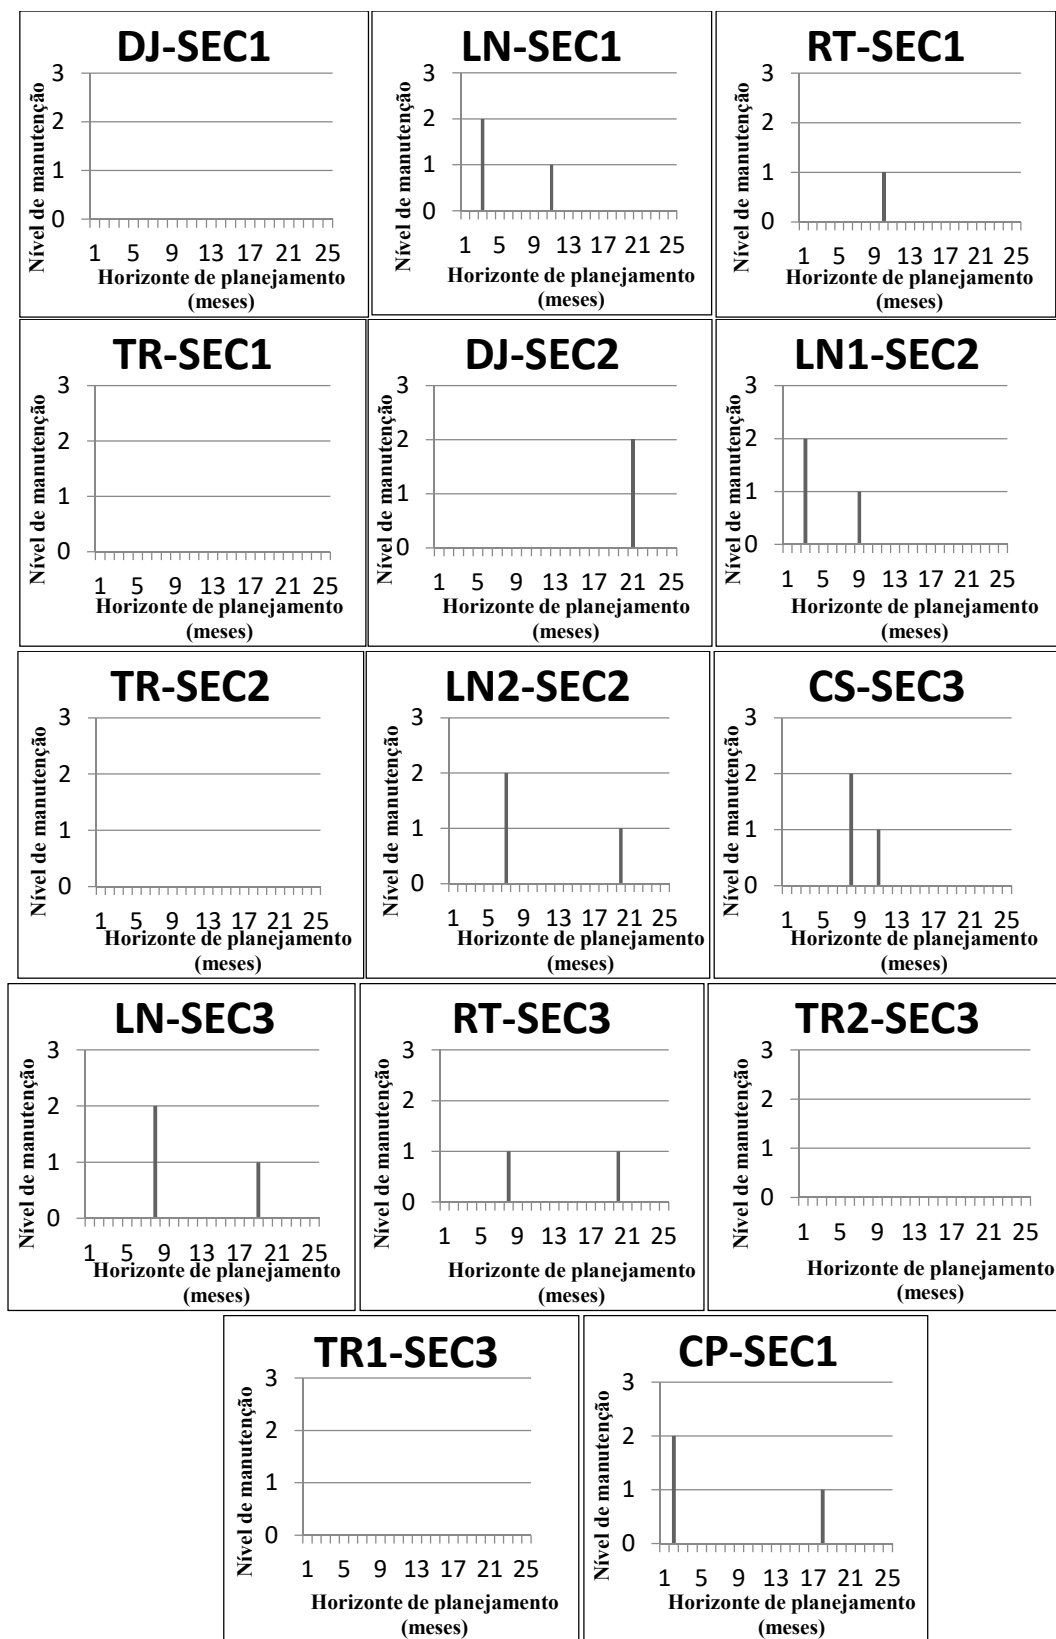 DJ-SEC1
Nível de manutenção
3
2
1
0
1 5 9 13 17 21 25
Horizonte de planejamento
(meses)
LN-SEC1
Nível de manutenção
3
2
1
0
1 5 9 13 17 21 25
Horizonte de planejamento
(meses)
RT-SEC1
Nível de manutenção
3
2
1
0
1 5 9 13 17 21 25
Horizonte de planejamento
(meses)
TR-SEC1
Nível de manutenção
3
2
1
0
1 5 9 13 17 21 25
Horizonte de planejamento
(meses)
DJ-SEC2
Nível de manutenção
3
2
1
0
1 5 9 13 17 21 25
Horizonte de planejamento
(meses)
LN1-SEC2
Nível de manutenção
3
2
1
0
1 5 9 13 17 21 25
Horizonte de planejamento
(meses)
TR-SEC2
Nível de manutenção
3
2
1
0
1 5 9 13 17 21 25
Horizonte de planejamento
(meses)
LN2-SEC2
Nível de manutenção
3
2
1
0
1 5 9 13 17 21 25
Horizonte de planejamento
(meses)
CS-SEC3
Nível de manutenção
3
2
1
0
1 5 9 13 17 21 25
Horizonte de planejamento
(meses)
LN-SEC3
Nível de manutenção
3
2
1
0
1 5 9 13 17 21 25
Horizonte de planejamento
(meses)
RT-SEC3
Nível de manutenção
3
2
1
0
1 5 9 13 17 21 25
Horizonte de planejamento
(meses)
TR2-SEC3
Nível de manutenção
3
2
1
0
1 5 9 13 17 21 25
Horizonte de planejamento
(meses)
TR1-SEC3
Nível de manutenção
3
2
1
0
1 5 9 13 17 21 25
Horizonte de planejamento
(meses)
CP-SEC1
Nível de manutenção
3
2
1
0
1 5 9 13 17 21 25
Horizonte de planejamento
(meses)